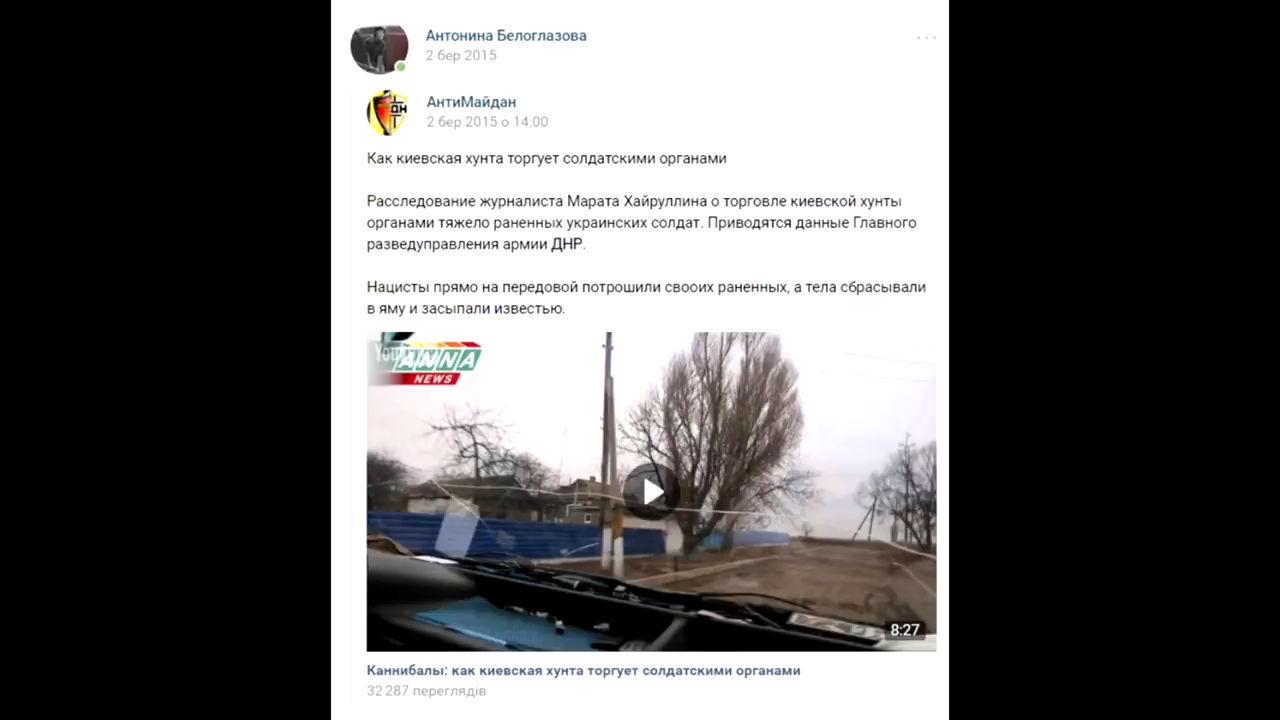 Антонина Белоглазова
2 бер 2015
АнтиМайдан
2 бер 2015 о 14:00
Как киевская хунта торгует солдатскими органами
Расследование журналиста Марата Хайруллина о торговле киевской хунты
органами тяжело раненных украинских солдат. Приводятся данные Главного
разведуправления армии ДНР.
Нацисты прямо на передовой потрошили свооих раненных, а тела сбрасывали
в яму и засыпали известью.
ANNA
NEWS
8:27
Каннибалы: как киевская хунта торгует солдатскими органами
32 287 переглядів